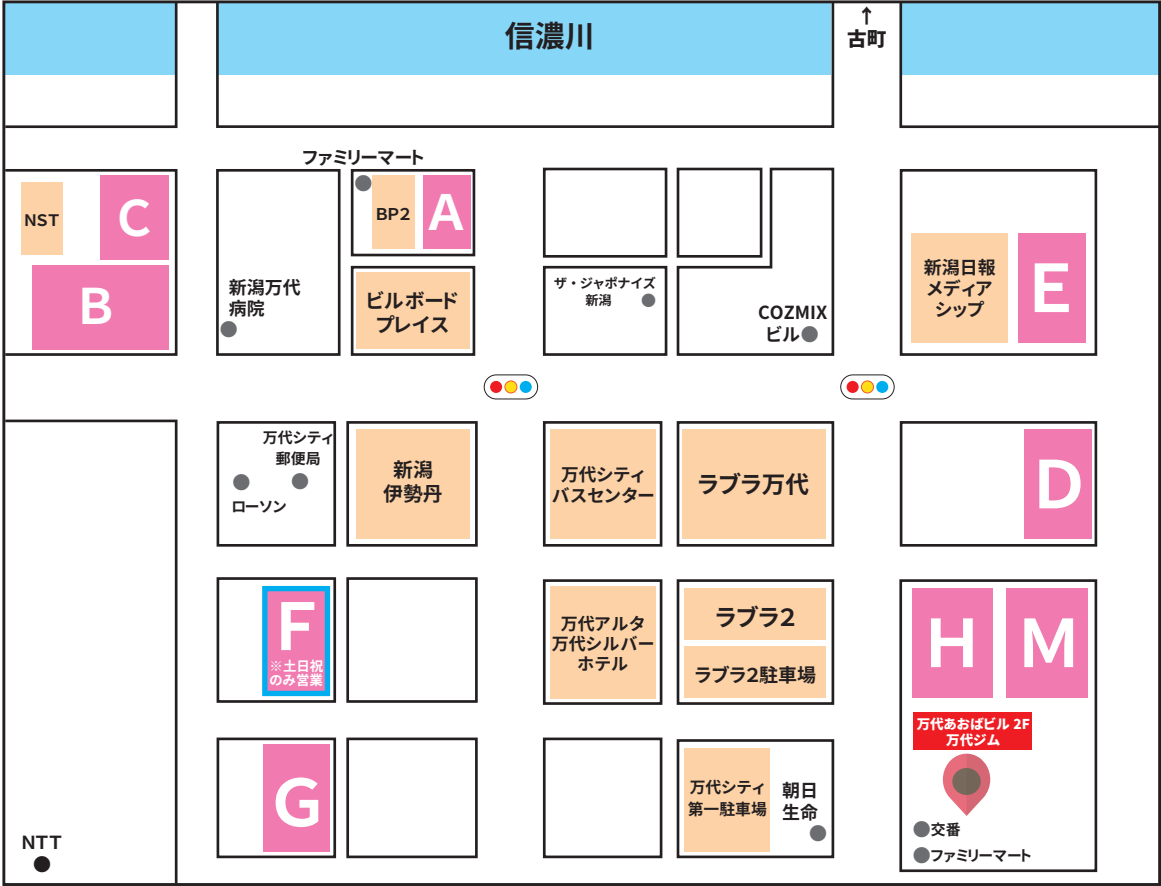 信濃川
↑
古町
ファミリーマート
NST
C
B
新潟万代
病院
BP2
A
ビルボード
プレイス
ザ・ジャポナイズ
新潟
COZMIX
ビル
新潟日報
メディア
シップ
E
万代シティ
郵便局
ローソン
新潟
伊勢丹
万代シティ
バスセンター
ラブラ万代
D
F
※土日祝
のみ営業
万代アルタ
万代シルバー
ホテル
ラブラ2
ラブラ2駐車場
H
M
万代あおばビル 2F
万代ジム
交番
ファミリーマート
G
万代シティ
第一駐車場
朝日
生命
NTT